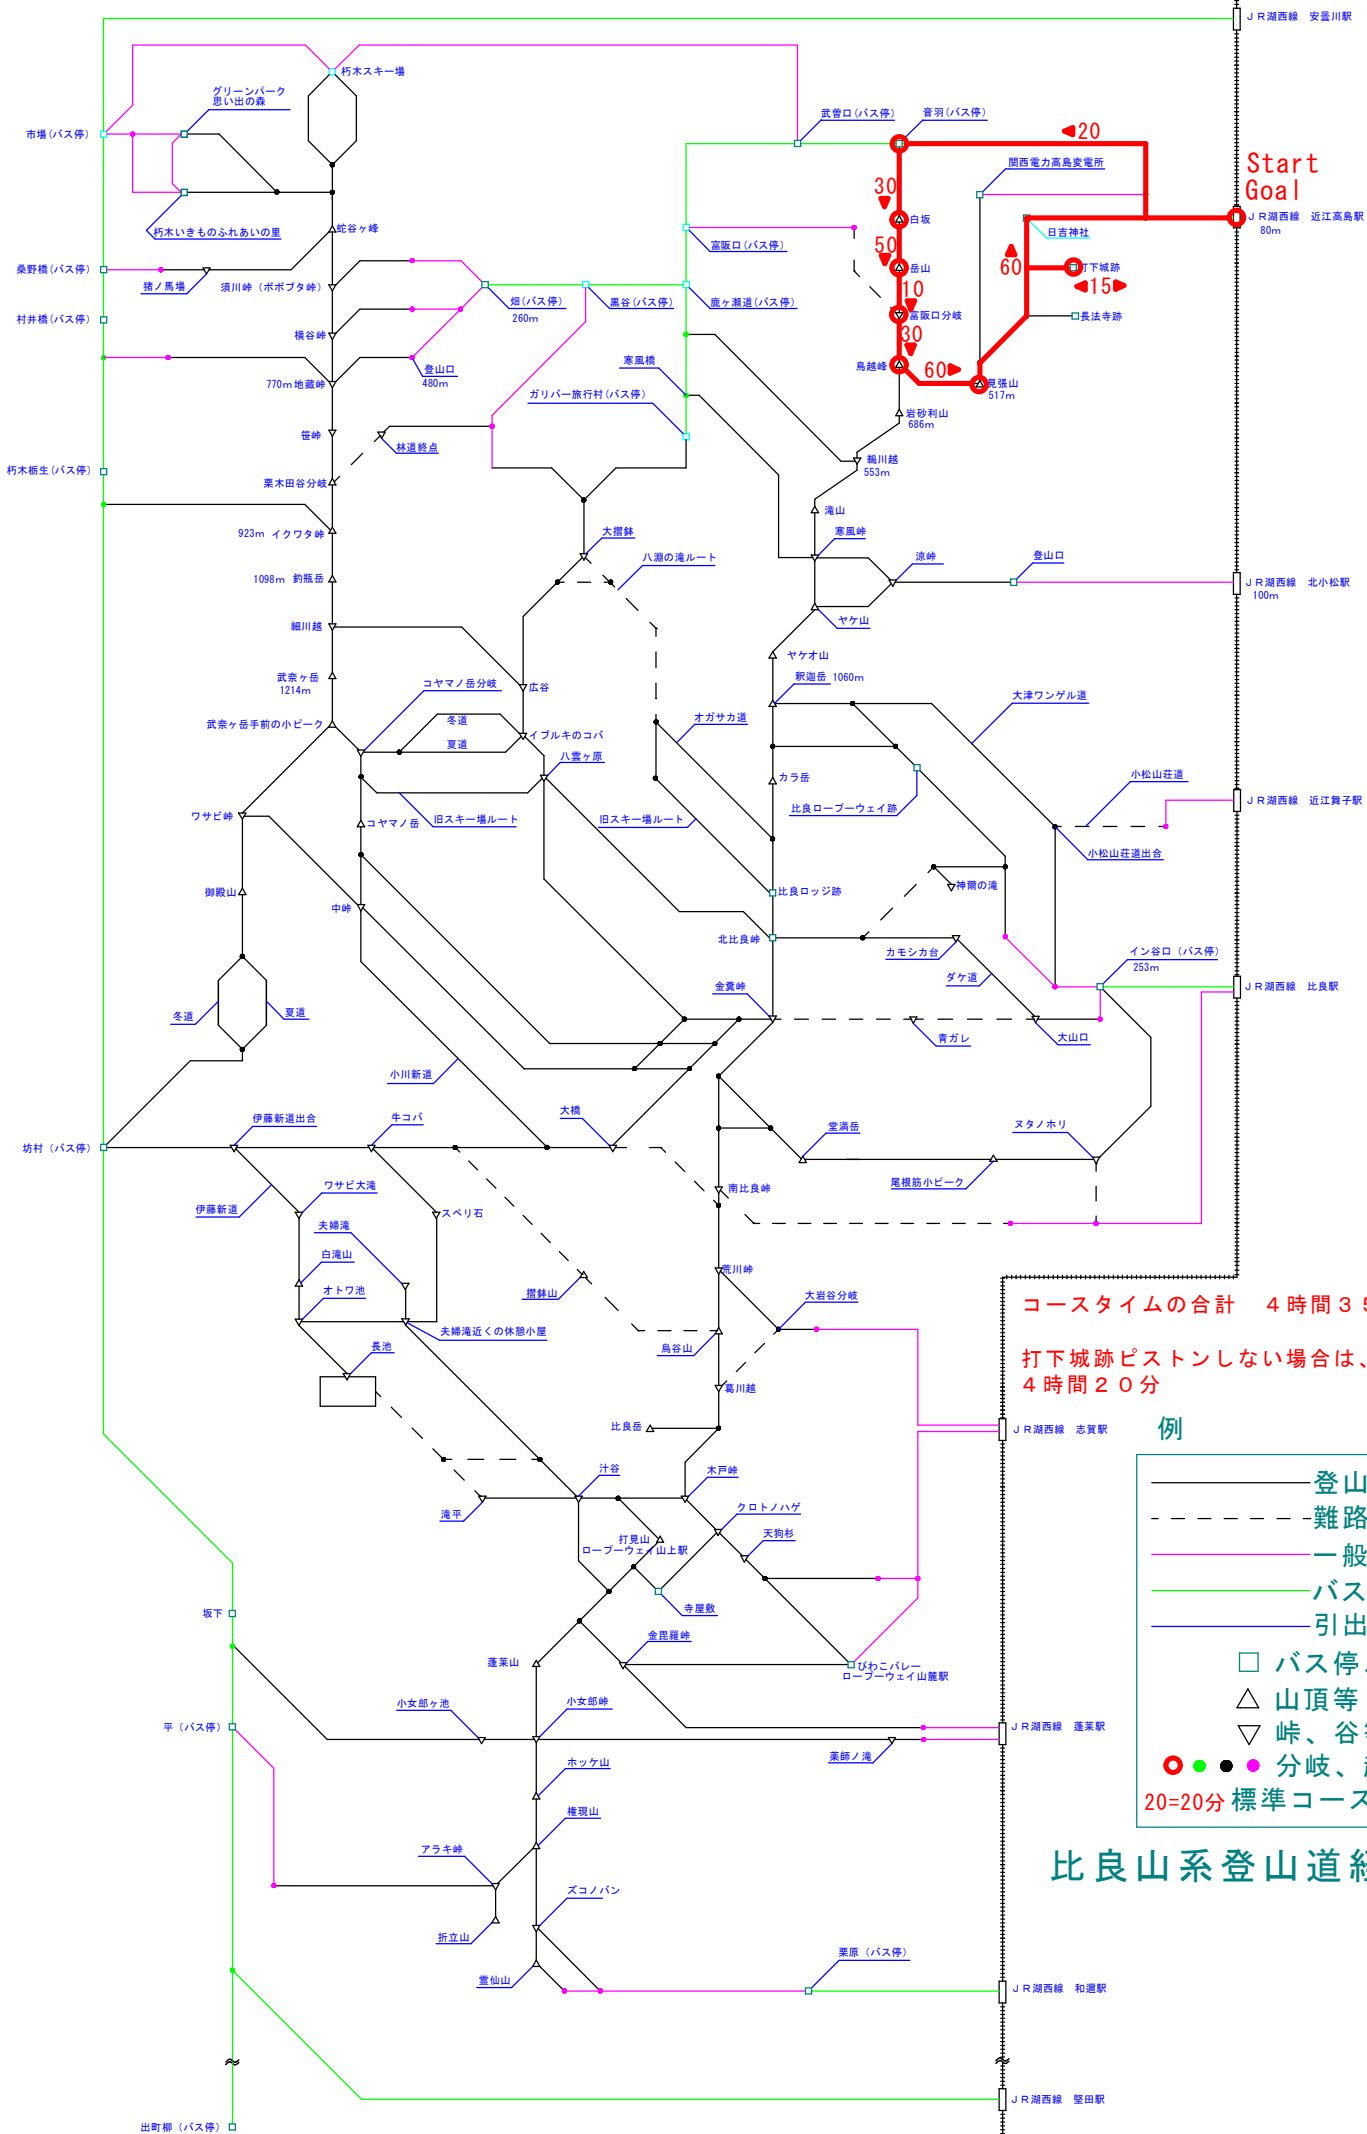 ＪＲ湖西線　安曇川駅
朽木スキー場
グリーンパーク
思い出の森
市場(バス停)
武曽口(バス停)
音羽(バス停)
20
関西電力高島変電所
Start
Goal
ＪＲ湖西線　近江高島駅
80m
30
白坂
朽木いきものふれあいの里
蛇谷ヶ峰
富阪口(バス停)
日吉神社
50
岳山
60
打下城跡
15
桑野橋(バス停)
猪ノ馬場
須川峠（ボボブタ峠)
畑(バス停)
260m
黒谷(バス停)
鹿ヶ瀬道(バス停)
10
富阪口分岐
長法寺跡
村井橋(バス停)
横谷峠
30
寒風橋
鳥越峰
60
見張山
517m
登山口
480m
770m 地蔵峠
ガリバー旅行村(バス停)
岩砂利山
686m
笹峠
林道終点
鵜川越
553m
朽木栃生(バス停)
栗木田谷分岐
滝山
923m イクワタ峠
大摺鉢
八淵の滝ルート
寒風峠
涼峠
登山口
ＪＲ湖西線　北小松駅
100m
1098m 釣瓶岳
細川越
ヤケ山
ヤケオ山
武奈ヶ岳
1214m
コヤマノ岳分岐
広谷
釈迦岳 1060m
大津ワンゲル道
武奈ヶ岳手前の小ピーク
冬道
夏道
イブルキのコバ
オガサカ道
八雲ヶ原
カラ岳
小松山荘道
比良ロープーウェイ跡
ＪＲ湖西線　近江舞子駅
ワサビ峠
コヤマノ岳
旧スキー場ルート
旧スキー場ルート
小松山荘道出合
御殿山
中峠
比良ロッジ跡
神爾の滝
北比良峠
カモシカ台
イン谷口（バス停)
253m
ダケ道
ＪＲ湖西線　比良駅
冬道
夏道
金糞峠
青ガレ
大山口
小川新道
坊村（バス停)
伊藤新道出合
牛コバ
大橋
堂満岳
ヌタノホリ
尾根筋小ピーク
伊藤新道
ワサビ大滝
スベリ石
南比良峠
夫婦滝
白滝山
オトワ池
摺鉢山
荒川峠
大岩谷分岐
夫婦滝近くの休憩小屋
烏谷山
コースタイムの合計　４時間３５
打下城跡ピストンしない場合は、
４時間２０分
長池
葛川越
比良岳
ＪＲ湖西線　志賀駅
例
登山
難路
一般
バス
引出
バス停
山頂等
峠、谷等
分岐、
20=20分 標準コース
汁谷
木戸峠
滝平
クロトノハゲ
打見山
ロープーウェイ山上駅
天狗杉
寺屋敷
坂下
金毘羅峠
蓬莱山
びわこバレー
ロープーウェイ山麓駅
小女郎ヶ池
小女郎峠
平（バス停)
薬師ノ滝
ＪＲ湖西線　蓬莱駅
ホッケ山
権現山
アラキ峠
比良山系登山道経
ズコノバン
折立山
霊仙山
栗原（バス停)
ＪＲ湖西線　和邇駅
ＪＲ湖西線　堅田駅
出町柳（バス停)